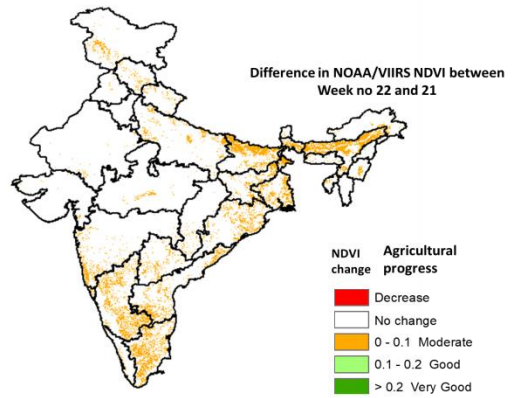 Difference in NOAA/VIIRS NDVI between
Week no 22 and 21
NDVI change Agricultural progress
Decrease
No change
0 - 0.1 Moderate
0.1 - 0.2 Good
> 0.2 Very Good